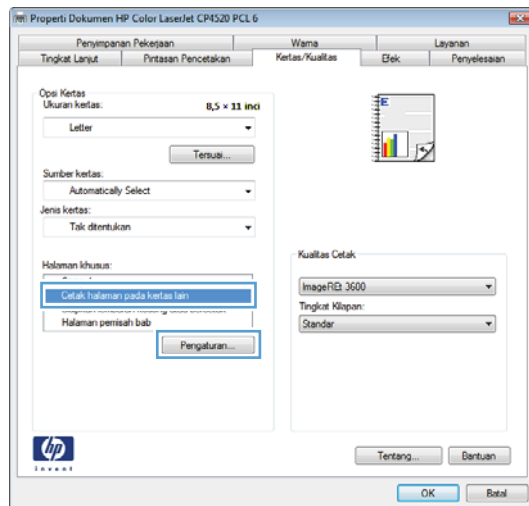 Properti Dokumen HP Color LaserJet CP4520 PCL 6
Penyimpanan Pekerjaan Warna Layanan
Tingkat Lanjut Pintasan Pencetakan Kertas/Kualitas Efek Penyelesaian
Opsi Kertas
Ukuran kertas: 8,5 × 11 inci
Letter
Tersuai...
Sumber kertas:
Automatically Select
Jenis kertas:
Tak ditentukan
Halaman khusus:
Cetak halaman pada kertas lain
Halaman pemisah bab
Pengaturan...
E
Kualitas Cetak
ImageREt 3600
Tingkat Kilapan:
Standar
hp
invent
Tentang... Bantuan
OK Batal